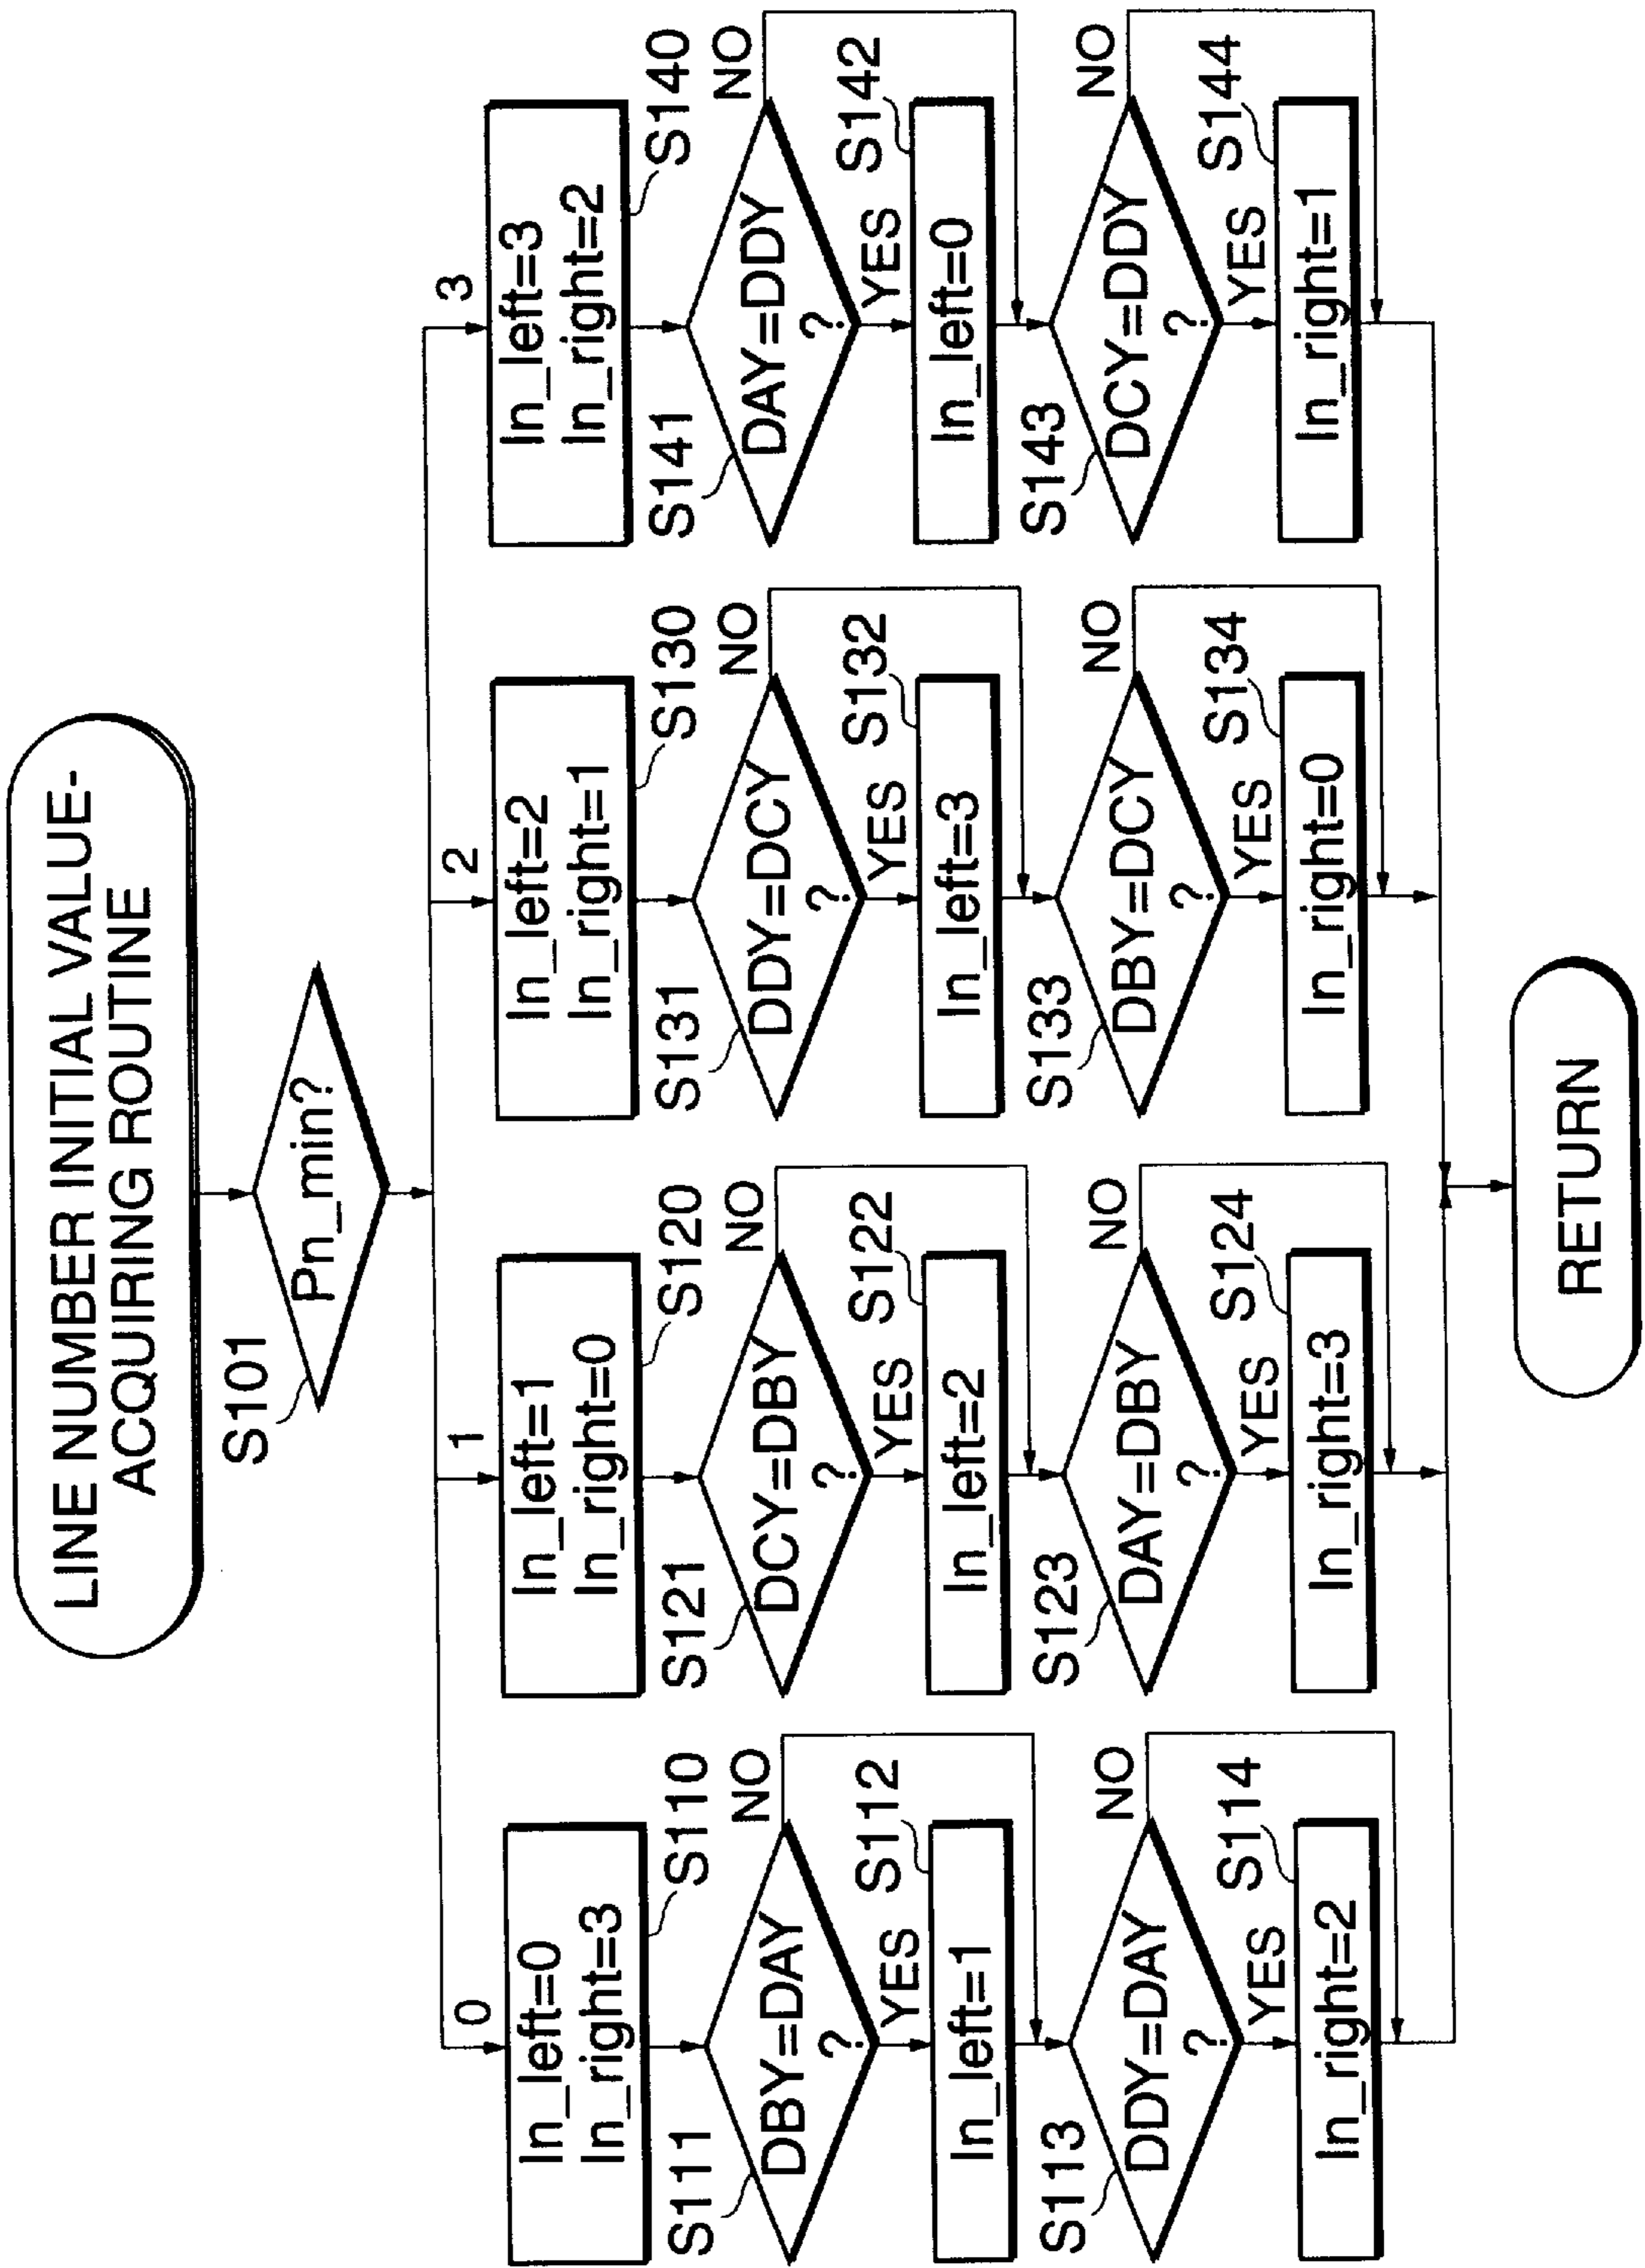 LINE NUMBER INITIAL VALUE-
ACQUIRING ROUTINE
S101
Pn_min?
0
ln_left=0
ln_right=3
S110
S111
DBY=DAY
?
NO
YES
S112
ln_left=1
S113
DDY=DAY
?
NO
YES
S114
ln_right=2
1
ln_left=1
ln_right=0
S120
S121
DCY=DBY
?
NO
YES
S122
ln_left=2
S123
DAY=DBY
?
NO
YES
S124
ln_right=3
2
ln_left=2
ln_right=1
S130
S131
DDY=DCY
?
NO
YES
S132
ln_left=3
S133
DBY=DCY
?
NO
YES
S134
ln_right=0
3
ln_left=3
ln_right=2
S140
S141
DAY=DDY
?
NO
YES
S142
ln_left=0
S143
DCY=DDY
?
NO
YES
S144
ln_right=1
RETURN